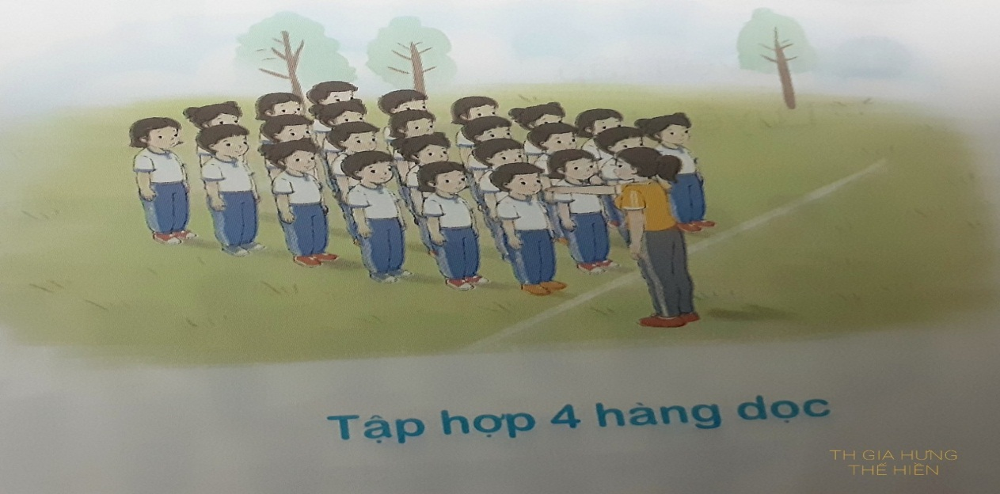 Tập hợp 4 hàng dọc
TH GIA HƯNG
THẾ HIỀN